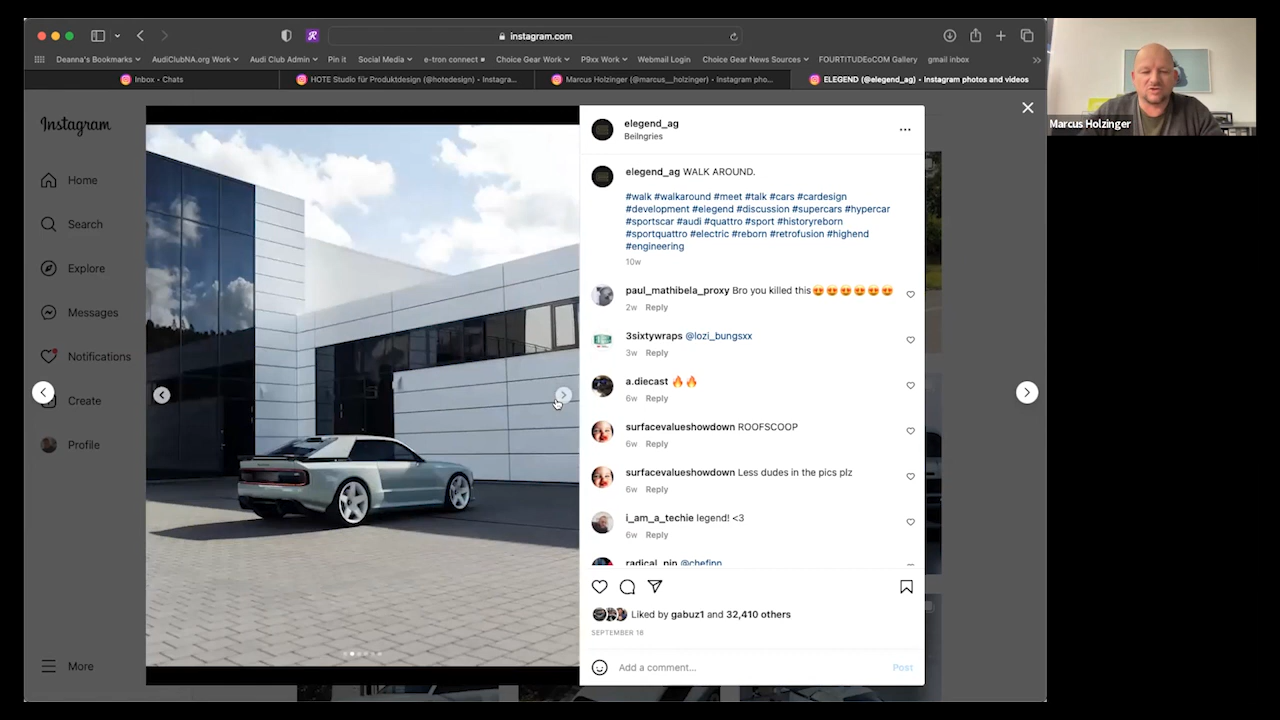 instagram.com
Deanna's Bookmarks
AudiClubNA.org Work
Audi Club Admin
Pin it
Social Media
e-tron connect
Choice Gear Work
P9xx Work
Webmail Login
Choice Gear News Sources
FOURTITUDEoCOM Gallery
gmail inbox
Inbox • Chats
HOTE Studio für Produktdesign (@hotedesign) • Instagra...
Marcus Holzinger (@marcus__holzinger) • Instagram pho...
ELEGEND (@elegend_ag) • Instagram photos and videos
Marcus Holzinger
Instagram
Home
Search
Explore
Messages
Notifications
Create
Profile
More
elegend_ag
Beilngries
elegend_ag WALK AROUND.
#walk #walkaround #meet #talk #cars #cardesign
#development #elegend #discussion #supercars #hypercar
#sportscar #audi #quattro #sport #historyreborn
#sportquattro #electric #reborn #retrofusion #highend
#engineering
10w
paul_mathibela_proxy Bro you killed this😍😍😍😍😍😍
2w Reply
3sixtywraps @lozi_bungsxx
3w Reply
a.diecast 🔥🔥
6w Reply
surfacevalueshowdown ROOFSCOOP
6w Reply
surfacevalueshowdown Less dudes in the pics plz
6w Reply
i_am_a_techie legend! <3
6w Reply
radical_pin @chefinn
Liked by gabuz1 and 32,410 others
SEPTEMBER 16
Add a comment...
Post